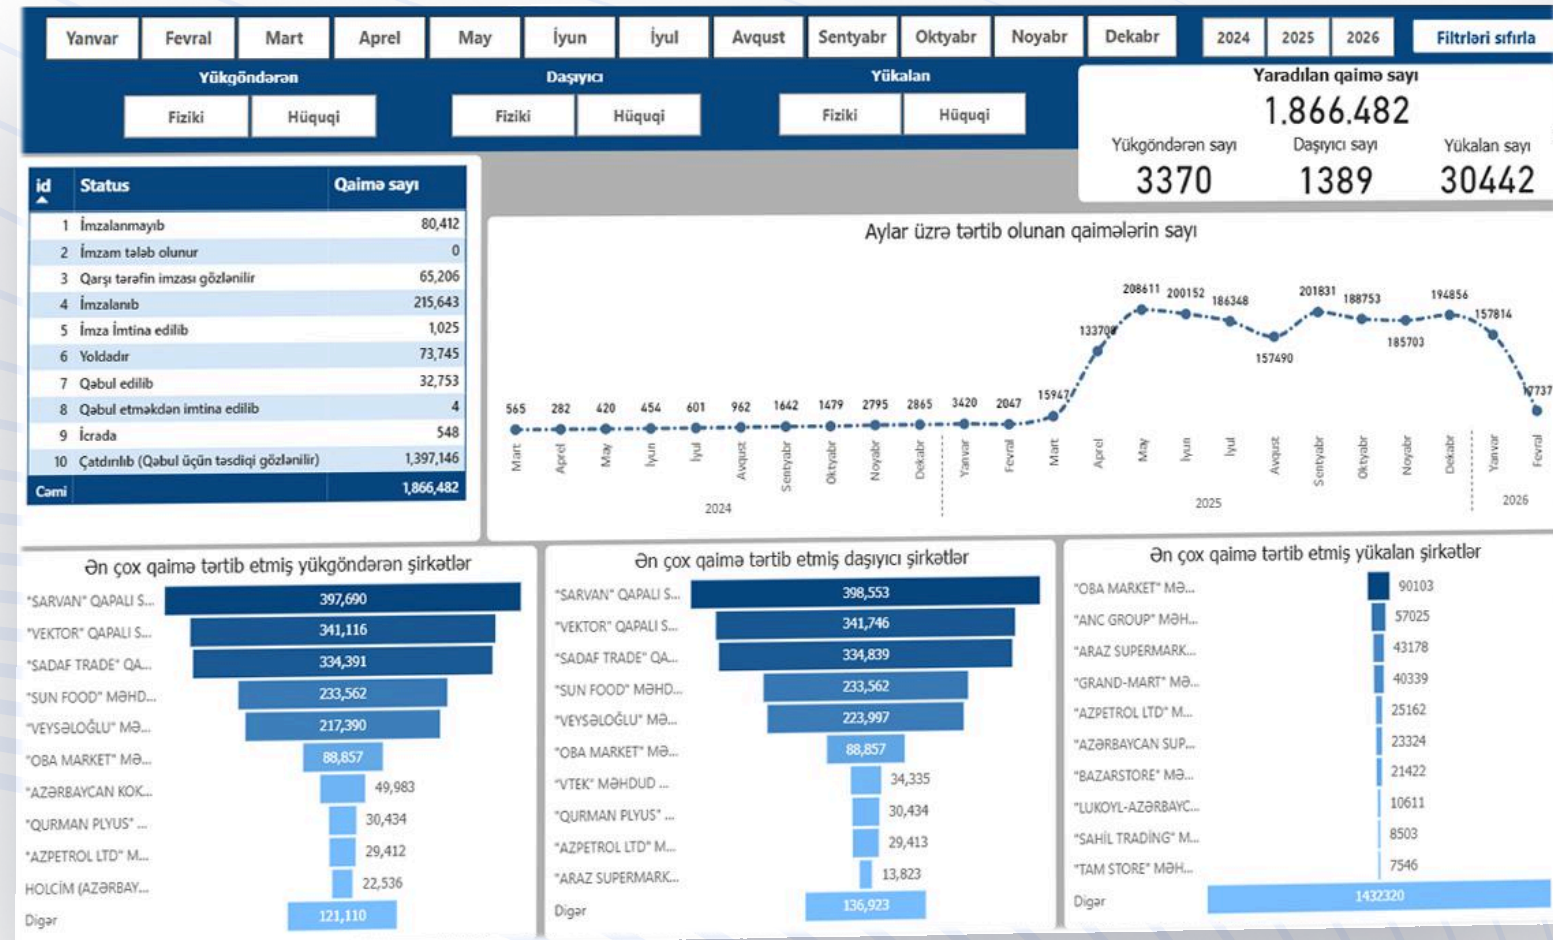 Yanvar Fevral Mart Aprel May İyun İyul Avqust Sentyabr Oktyabr Noyabr Dekabr 2024 2025 2026 Filtrləri sıfırla
Yükgöndərən Daşıyıcı Yükalan
Fiziki Hüquqi Fiziki Hüquqi Fiziki Hüquqi
Yaradılan qaimə sayı
1.866.482
Yükgöndərən sayı Daşıyıcı sayı Yükalan sayı
3370 1389 30442
id Status Qaimə sayı
1 İmzalanmayıb 80,412
2 İmzam tələb olunur 0
3 Qarşı tərəfin imzası gözlənilir 65,206
4 İmzalanıb 215,643
5 İmza İmtina edilib 1,025
6 Yoldadır 73,745
7 Qəbul edilib 32,753
8 Qəbul etməkdən imtina edilib 4
9 İcrada 548
10 Çatdırılıb (Qəbul üçün təsdiqi gözlənilir) 1,397,146
Cəmi 1,866,482
Aylar üzrə tərtib olunan qaimələrin sayı
565 282 420 454 601 962 1642 1479 2795 2865 3420 2047 15947 133700 208611 200152 186348 157490 201831 188753 185703 194856 157814 17737
Mart Aprel May İyun İyul Avqust Sentyabr Oktyabr Noyabr Dekabr Yanvar Fevral Mart Aprel May İyun İyul Avqust Sentyabr Oktyabr Noyabr Dekabr Yanvar Fevral
2024 2025 2026
Ən çox qaimə tərtib etmiş yükgöndərən şirkətlər
"SARVAN" QAPALI S... 397,690
"VEKTOR" QAPALI S... 341,116
"SADAF TRADE" QA... 334,391
"SUN FOOD" MƏHD... 233,562
"VEYSƏLOĞLU" MƏ... 217,390
"OBA MARKET" MƏ... 88,857
"AZƏRBAYCAN KOK... 49,983
"QURMAN PLYUS" ... 30,434
"AZPETROL LTD" M... 29,412
HOLCİM (AZƏRBAY... 22,536
Digər 121,110
Ən çox qaimə tərtib etmiş daşıyıcı şirkətlər
"SARVAN" QAPALI S... 398,553
"VEKTOR" QAPALI S... 341,746
"SADAF TRADE" QA... 334,839
"SUN FOOD" MƏHD... 233,562
"VEYSƏLOĞLU" MƏ... 223,997
"OBA MARKET" MƏ... 88,857
"VTEK" MƏHDUD ... 34,335
"QURMAN PLYUS" ... 30,434
"AZPETROL LTD" M... 29,413
"ARAZ SUPERMARK... 13,823
Digər 136,923
Ən çox qaimə tərtib etmiş yükalan şirkətlər
"OBA MARKET" MƏ... 90103
"ANC GROUP" MƏH... 57025
"ARAZ SUPERMARK... 43178
"GRAND-MART" MƏ... 40339
"AZPETROL LTD" M... 25162
"AZƏRBAYCAN SUP... 23324
"BAZARSTORE" MƏ... 21422
"LUKOYL-AZƏRBAYC... 10611
"SAHİL TRADİNG" M... 8503
"TAM STORE" MƏH... 7546
Digər 1432320